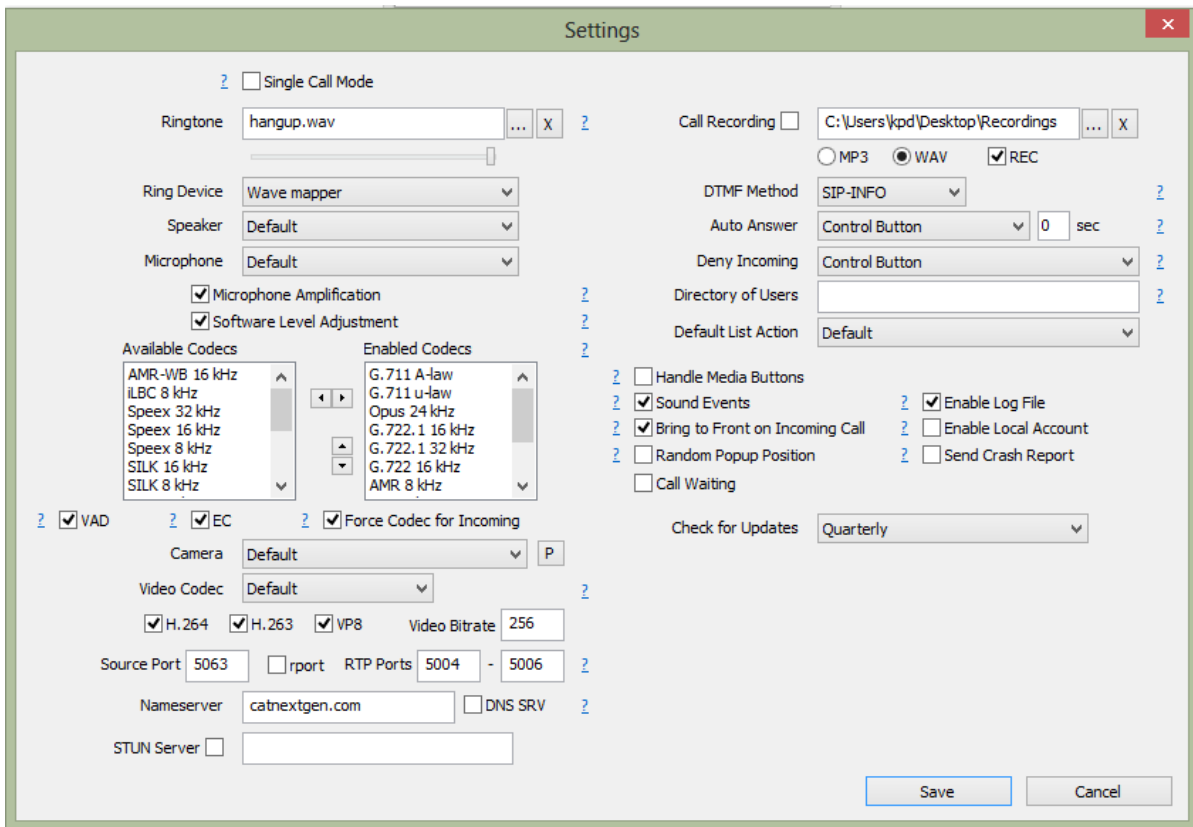 Settings
? Single Call Mode
Ringtone hangup.wav ... X ?
Ring Device Wave mapper
Speaker Default
Microphone Default
Microphone Amplification ?
Software Level Adjustment ?
Available Codecs Enabled Codecs ?
AMR-WB 16 kHz G.711 A-law
iLBC 8 kHz G.711 u-law
Speex 32 kHz Opus 24 kHz
Speex 16 kHz G.722.1 16 kHz
Speex 8 kHz G.722.1 32 kHz
SILK 16 kHz G.722 16 kHz
SILK 8 kHz AMR 8 kHz
? VAD ? EC ? Force Codec for Incoming
Camera Default P
Video Codec Default ?
H.264 H.263 VP8 Video Bitrate 256
Source Port 5063 rport RTP Ports 5004 - 5006 ?
Nameserver catnextgen.com DNS SRV ?
STUN Server
Call Recording C:\Users\kpd\Desktop\Recordings ... X
MP3 WAV REC
DTMF Method SIP-INFO ?
Auto Answer Control Button 0 sec ?
Deny Incoming Control Button ?
Directory of Users ?
Default List Action Default
? Handle Media Buttons
? Sound Events ? Enable Log File
? Bring to Front on Incoming Call ? Enable Local Account
? Random Popup Position ? Send Crash Report
Call Waiting
Check for Updates Quarterly
Save Cancel